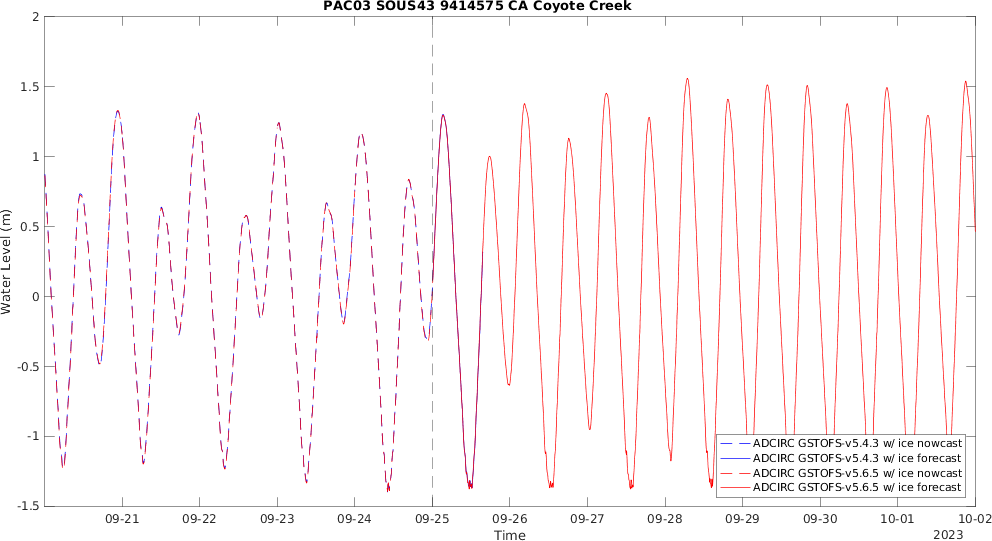 PAC03 SOUS43 9414575 CA Coyote Creek
2
1.5
1
0.5
0
-0.5
-1
-1.5
Water Level (m)
ADCIRC GSTOFS-v5.4.3 w/ ice nowcast
ADCIRC GSTOFS-v5.4.3 w/ ice forecast
ADCIRC GSTOFS-v5.6.5 w/ ice nowcast
ADCIRC GSTOFS-v5.6.5 w/ ice forecast
09-21 09-22 09-23 09-24 09-25 09-26 09-27 09-28 09-29 09-30 10-01 10-02
Time
2023